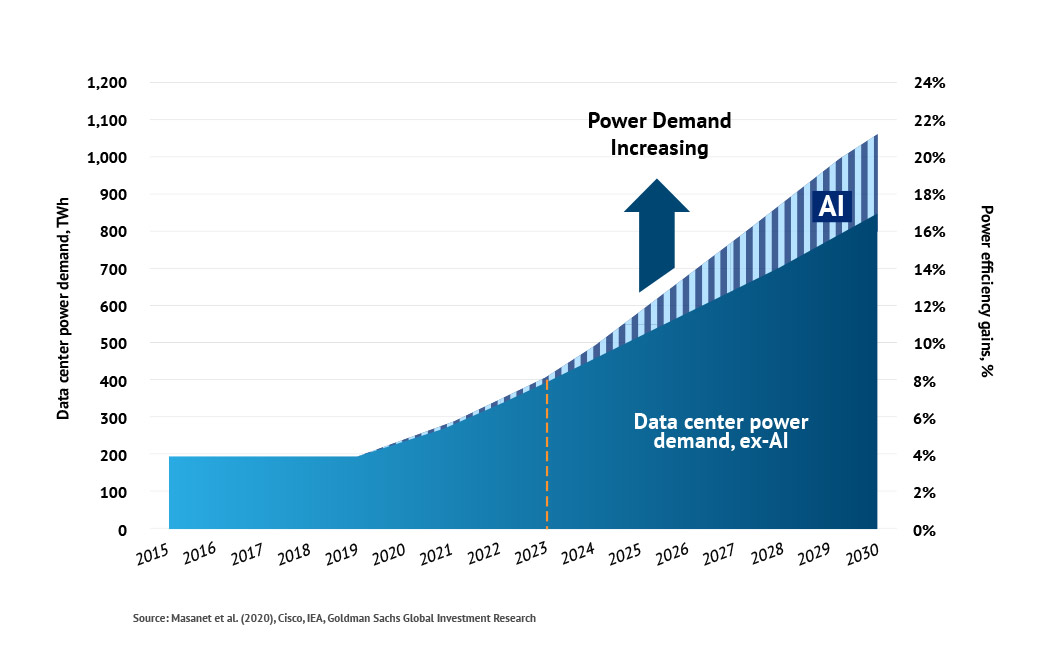 1,200
1,100
1,000
900
800
700
600
500
400
300
200
100
0
Data center power demand, TWh
24%
22%
20%
18%
16%
14%
12%
10%
8%
6%
4%
2%
0%
Power efficiency gains, %
Power Demand
Increasing
AI
Data center power
demand, ex-AI
2015 2016 2017 2018 2019 2020 2021 2022 2023 2024 2025 2026 2027 2028 2029 2030
Source: Masanet et al. (2020), Cisco, IEA, Goldman Sachs Global Investment Research